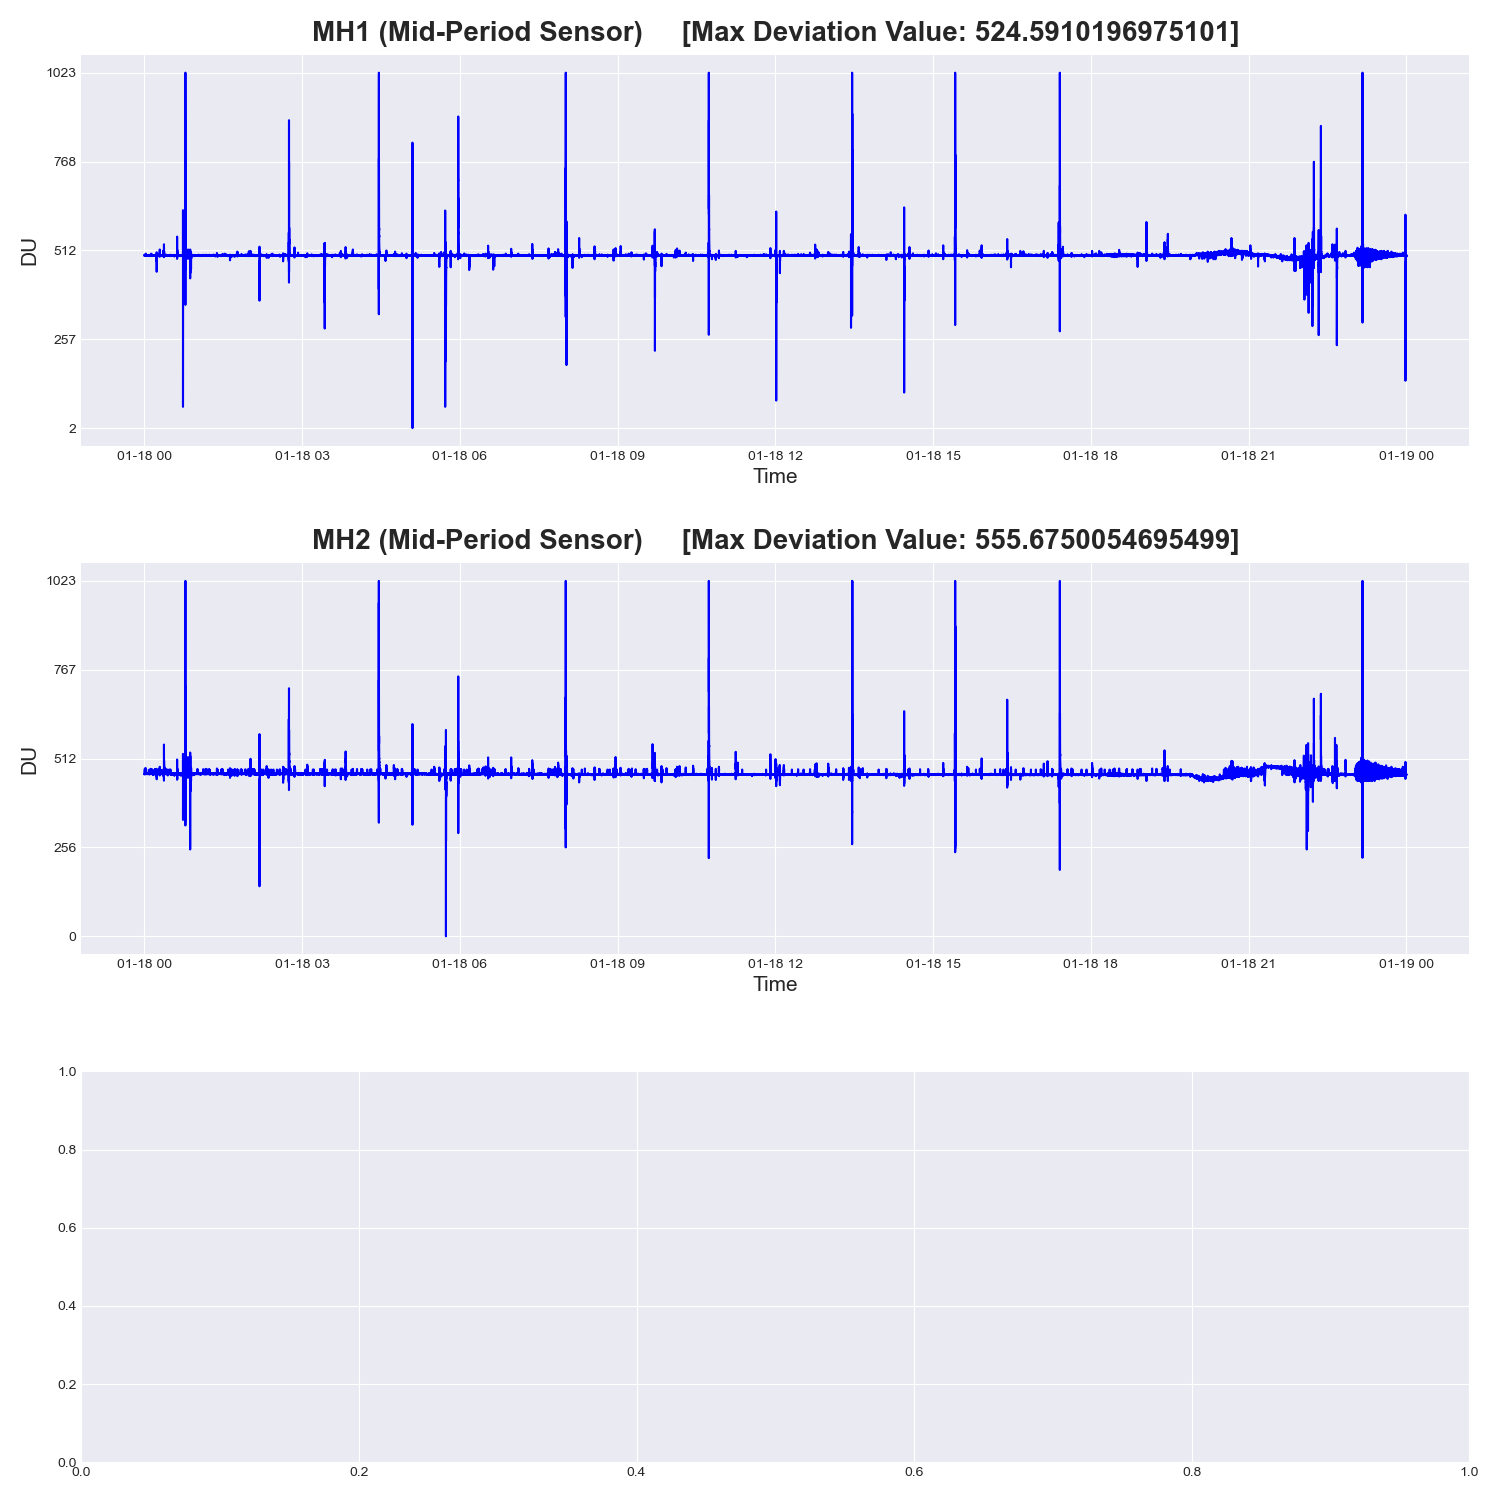 MH1 (Mid-Period Sensor) [Max Deviation Value: 524.5910196975101]
1023
768
512
257
2
DU
01-18 00 01-18 03 01-18 06 01-18 09 01-18 12 01-18 15 01-18 18 01-18 21 01-19 00
Time
MH2 (Mid-Period Sensor) [Max Deviation Value: 555.6750054695499]
1023
767
512
256
0
DU
01-18 00 01-18 03 01-18 06 01-18 09 01-18 12 01-18 15 01-18 18 01-18 21 01-19 00
Time
1.0
0.8
0.6
0.4
0.2
0.0
0.0 0.2 0.4 0.6 0.8 1.0